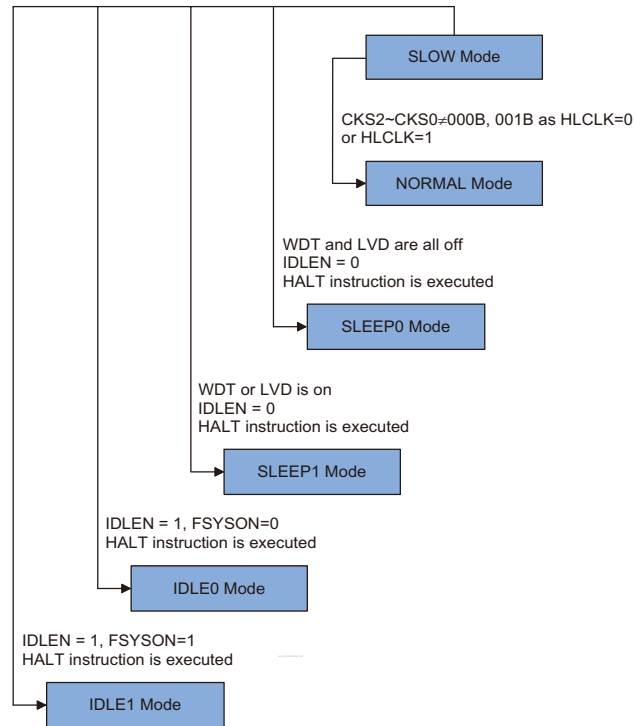 SLOW Mode
CKS2~CKS0≠000B, 001B as HLCLK=0
or HLCLK=1
NORMAL Mode
WDT and LVD are all off
IDLEN = 0
HALT instruction is executed
SLEEP0 Mode
WDT or LVD is on
IDLEN = 0
HALT instruction is executed
SLEEP1 Mode
IDLEN = 1, FSYSON=0
HALT instruction is executed
IDLE0 Mode
IDLEN = 1, FSYSON=1
HALT instruction is executed
IDLE1 Mode